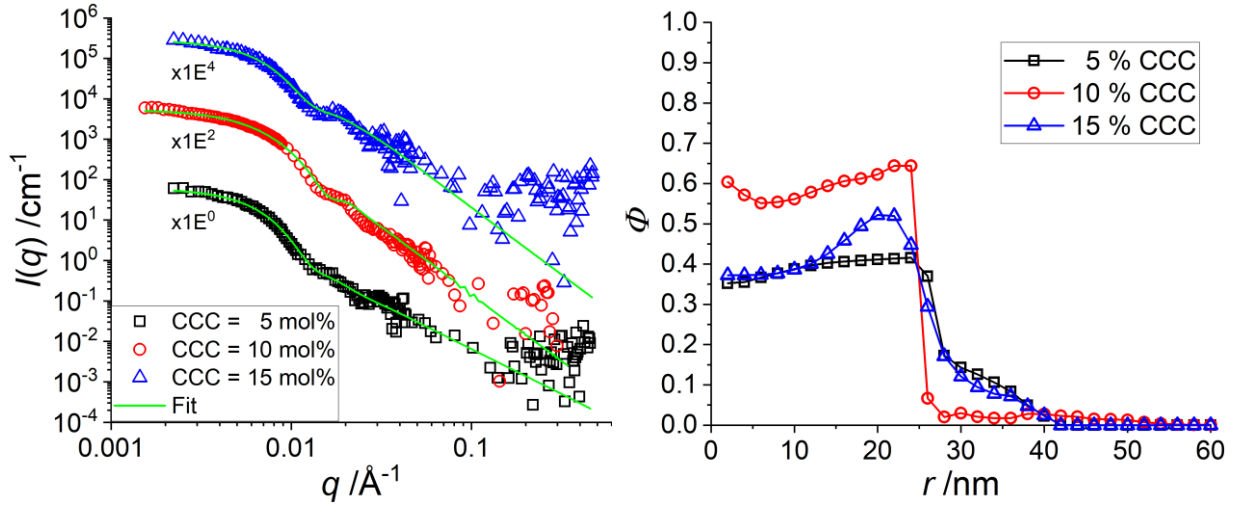 10⁶
10⁵
10⁴
10³
10²
10¹
10⁰
10⁻¹
10⁻²
10⁻³
10⁻⁴
I(q) /cm⁻¹
x1E⁴
x1E²
x1E⁰
CCC = 5 mol%
CCC = 10 mol%
CCC = 15 mol%
Fit
0.001 0.01 0.1
q /Å⁻¹
1.0
0.9
0.8
0.7
0.6
0.5
0.4
0.3
0.2
0.1
0.0
Φ
5 % CCC
10 % CCC
15 % CCC
0 10 20 30 40 50 60
r /nm